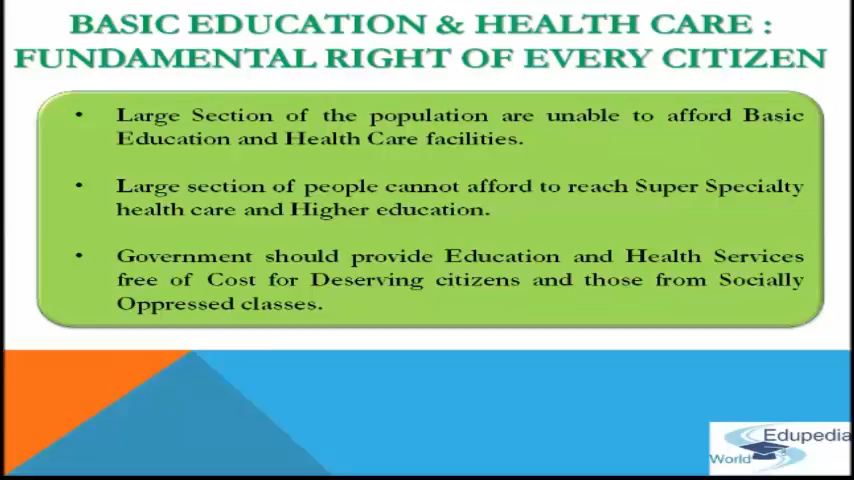 BASIC EDUCATION & HEALTH CARE :
FUNDAMENTAL RIGHT OF EVERY CITIZEN
• Large Section of the population are unable to afford Basic
Education and Health Care facilities.
• Large section of people cannot afford to reach Super Specialty
health care and Higher education.
• Government should provide Education and Health Services
free of Cost for Deserving citizens and those from Socially
Oppressed classes.
Edupedia
World